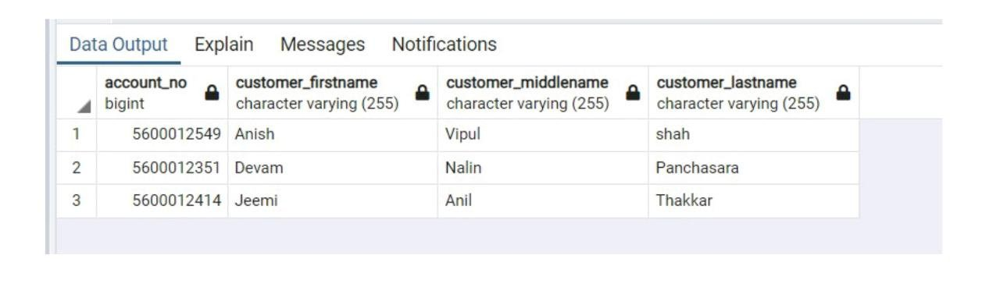 Data Output Explain Messages Notifications
account_no customer_firstname customer_middlename customer_lastname
bigint character varying (255) character varying (255) character varying (255)
1 5600012549 Anish Vipul shah
2 5600012351 Devam Nalin Panchasara
3 5600012414 Jeemi Anil Thakkar